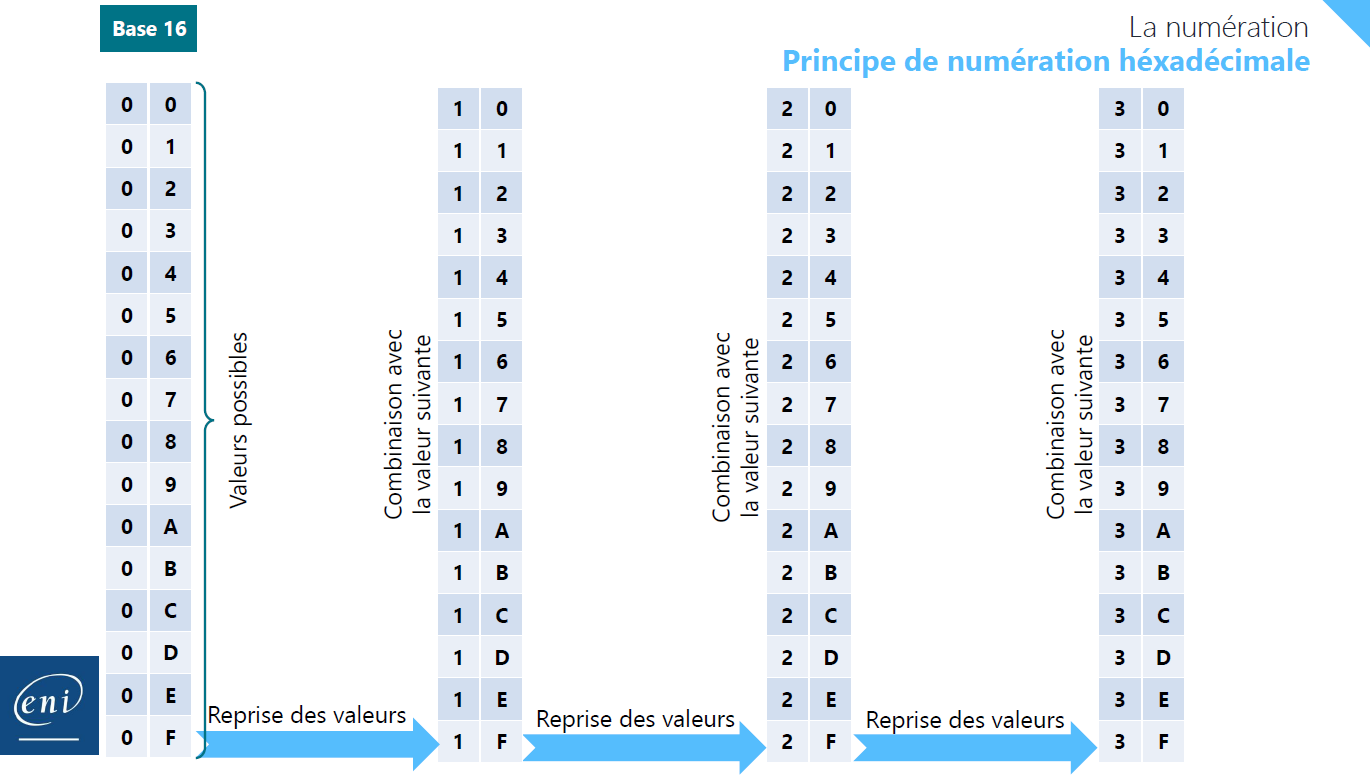 Base 16
La numération
Principe de numération héxadécimale
0 0
0 1
0 2
0 3
0 4
0 5
0 6
0 7
0 8
0 9
0 A
0 B
0 C
0 D
0 E
0 F
Valeurs possibles
Reprise des valeurs
Combinaison avec
la valeur suivante
1 0
1 1
1 2
1 3
1 4
1 5
1 6
1 7
1 8
1 9
1 A
1 B
1 C
1 D
1 E
1 F
Reprise des valeurs
Combinaison avec
la valeur suivante
2 0
2 1
2 2
2 3
2 4
2 5
2 6
2 7
2 8
2 9
2 A
2 B
2 C
2 D
2 E
2 F
Reprise des valeurs
Combinaison avec
la valeur suivante
3 0
3 1
3 2
3 3
3 4
3 5
3 6
3 7
3 8
3 9
3 A
3 B
3 C
3 D
3 E
3 F
eni